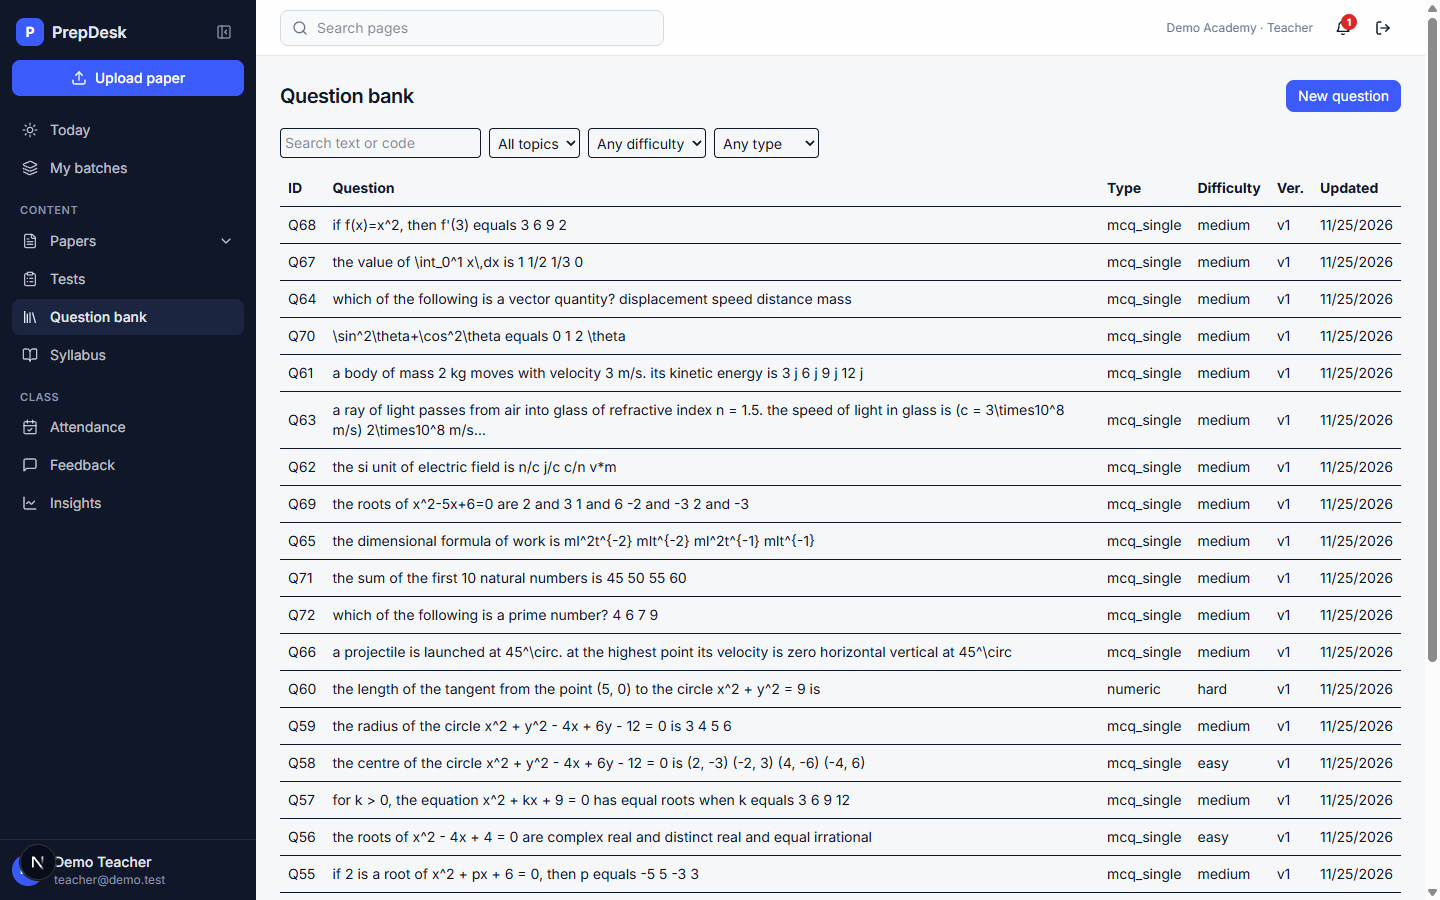 P PrepDesk
Upload paper
Today
My batches
CONTENT
Papers
Tests
Question bank
Syllabus
CLASS
Attendance
Feedback
Insights
N Demo Teacher
teacher@demo.test
Search pages
Demo Academy · Teacher
1
Question bank
New question
Search text or code All topics Any difficulty Any type
ID Question Type Difficulty Ver. Updated
Q68 if f(x)=x^2, then f'(3) equals 3 6 9 2 mcq_single medium v1 11/25/2026
Q67 the value of \int_0^1 x\,dx is 1 1/2 1/3 0 mcq_single medium v1 11/25/2026
Q64 which of the following is a vector quantity? displacement speed distance mass mcq_single medium v1 11/25/2026
Q70 \sin^2\theta+\cos^2\theta equals 0 1 2 \theta mcq_single medium v1 11/25/2026
Q61 a body of mass 2 kg moves with velocity 3 m/s. its kinetic energy is 3 j 6 j 9 j 12 j mcq_single medium v1 11/25/2026
Q63 a ray of light passes from air into glass of refractive index n = 1.5. the speed of light in glass is (c = 3\times10^8
m/s) 2\times10^8 m/s... mcq_single medium v1 11/25/2026
Q62 the si unit of electric field is n/c j/c c/n v*m mcq_single medium v1 11/25/2026
Q69 the roots of x^2-5x+6=0 are 2 and 3 1 and 6 -2 and -3 2 and -3 mcq_single medium v1 11/25/2026
Q65 the dimensional formula of work is ml^2t^{-2} mlt^{-2} ml^2t^{-1} mlt^{-1} mcq_single medium v1 11/25/2026
Q71 the sum of the first 10 natural numbers is 45 50 55 60 mcq_single medium v1 11/25/2026
Q72 which of the following is a prime number? 4 6 7 9 mcq_single medium v1 11/25/2026
Q66 a projectile is launched at 45^\circ. at the highest point its velocity is zero horizontal vertical at 45^\circ mcq_single medium v1 11/25/2026
Q60 the length of the tangent from the point (5, 0) to the circle x^2 + y^2 = 9 is numeric hard v1 11/25/2026
Q59 the radius of the circle x^2 + y^2 - 4x + 6y - 12 = 0 is 3 4 5 6 mcq_single medium v1 11/25/2026
Q58 the centre of the circle x^2 + y^2 - 4x + 6y - 12 = 0 is (2, -3) (-2, 3) (4, -6) (-4, 6) mcq_single easy v1 11/25/2026
Q57 for k > 0, the equation x^2 + kx + 9 = 0 has equal roots when k equals 3 6 9 12 mcq_single medium v1 11/25/2026
Q56 the roots of x^2 - 4x + 4 = 0 are complex real and distinct real and equal irrational mcq_single easy v1 11/25/2026
Q55 if 2 is a root of x^2 + px + 6 = 0, then p equals -5 5 -3 3 mcq_single medium v1 11/25/2026